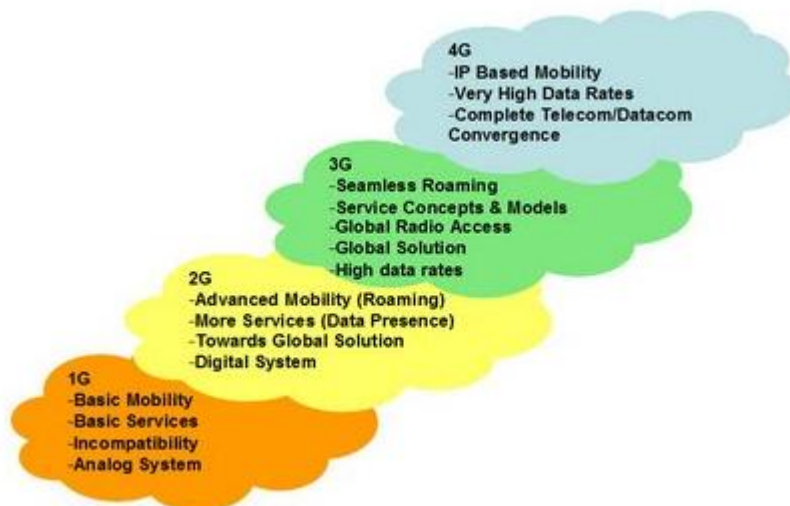 4G
-IP Based Mobility
-Very High Data Rates
-Complete Telecom/Datacom
Convergence
3G
-Seamless Roaming
-Service Concepts & Models
-Global Radio Access
-Global Solution
-High data rates
2G
-Advanced Mobility (Roaming)
-More Services (Data Presence)
-Towards Global Solution
-Digital System
1G
-Basic Mobility
-Basic Services
-Incompatibility
-Analog System